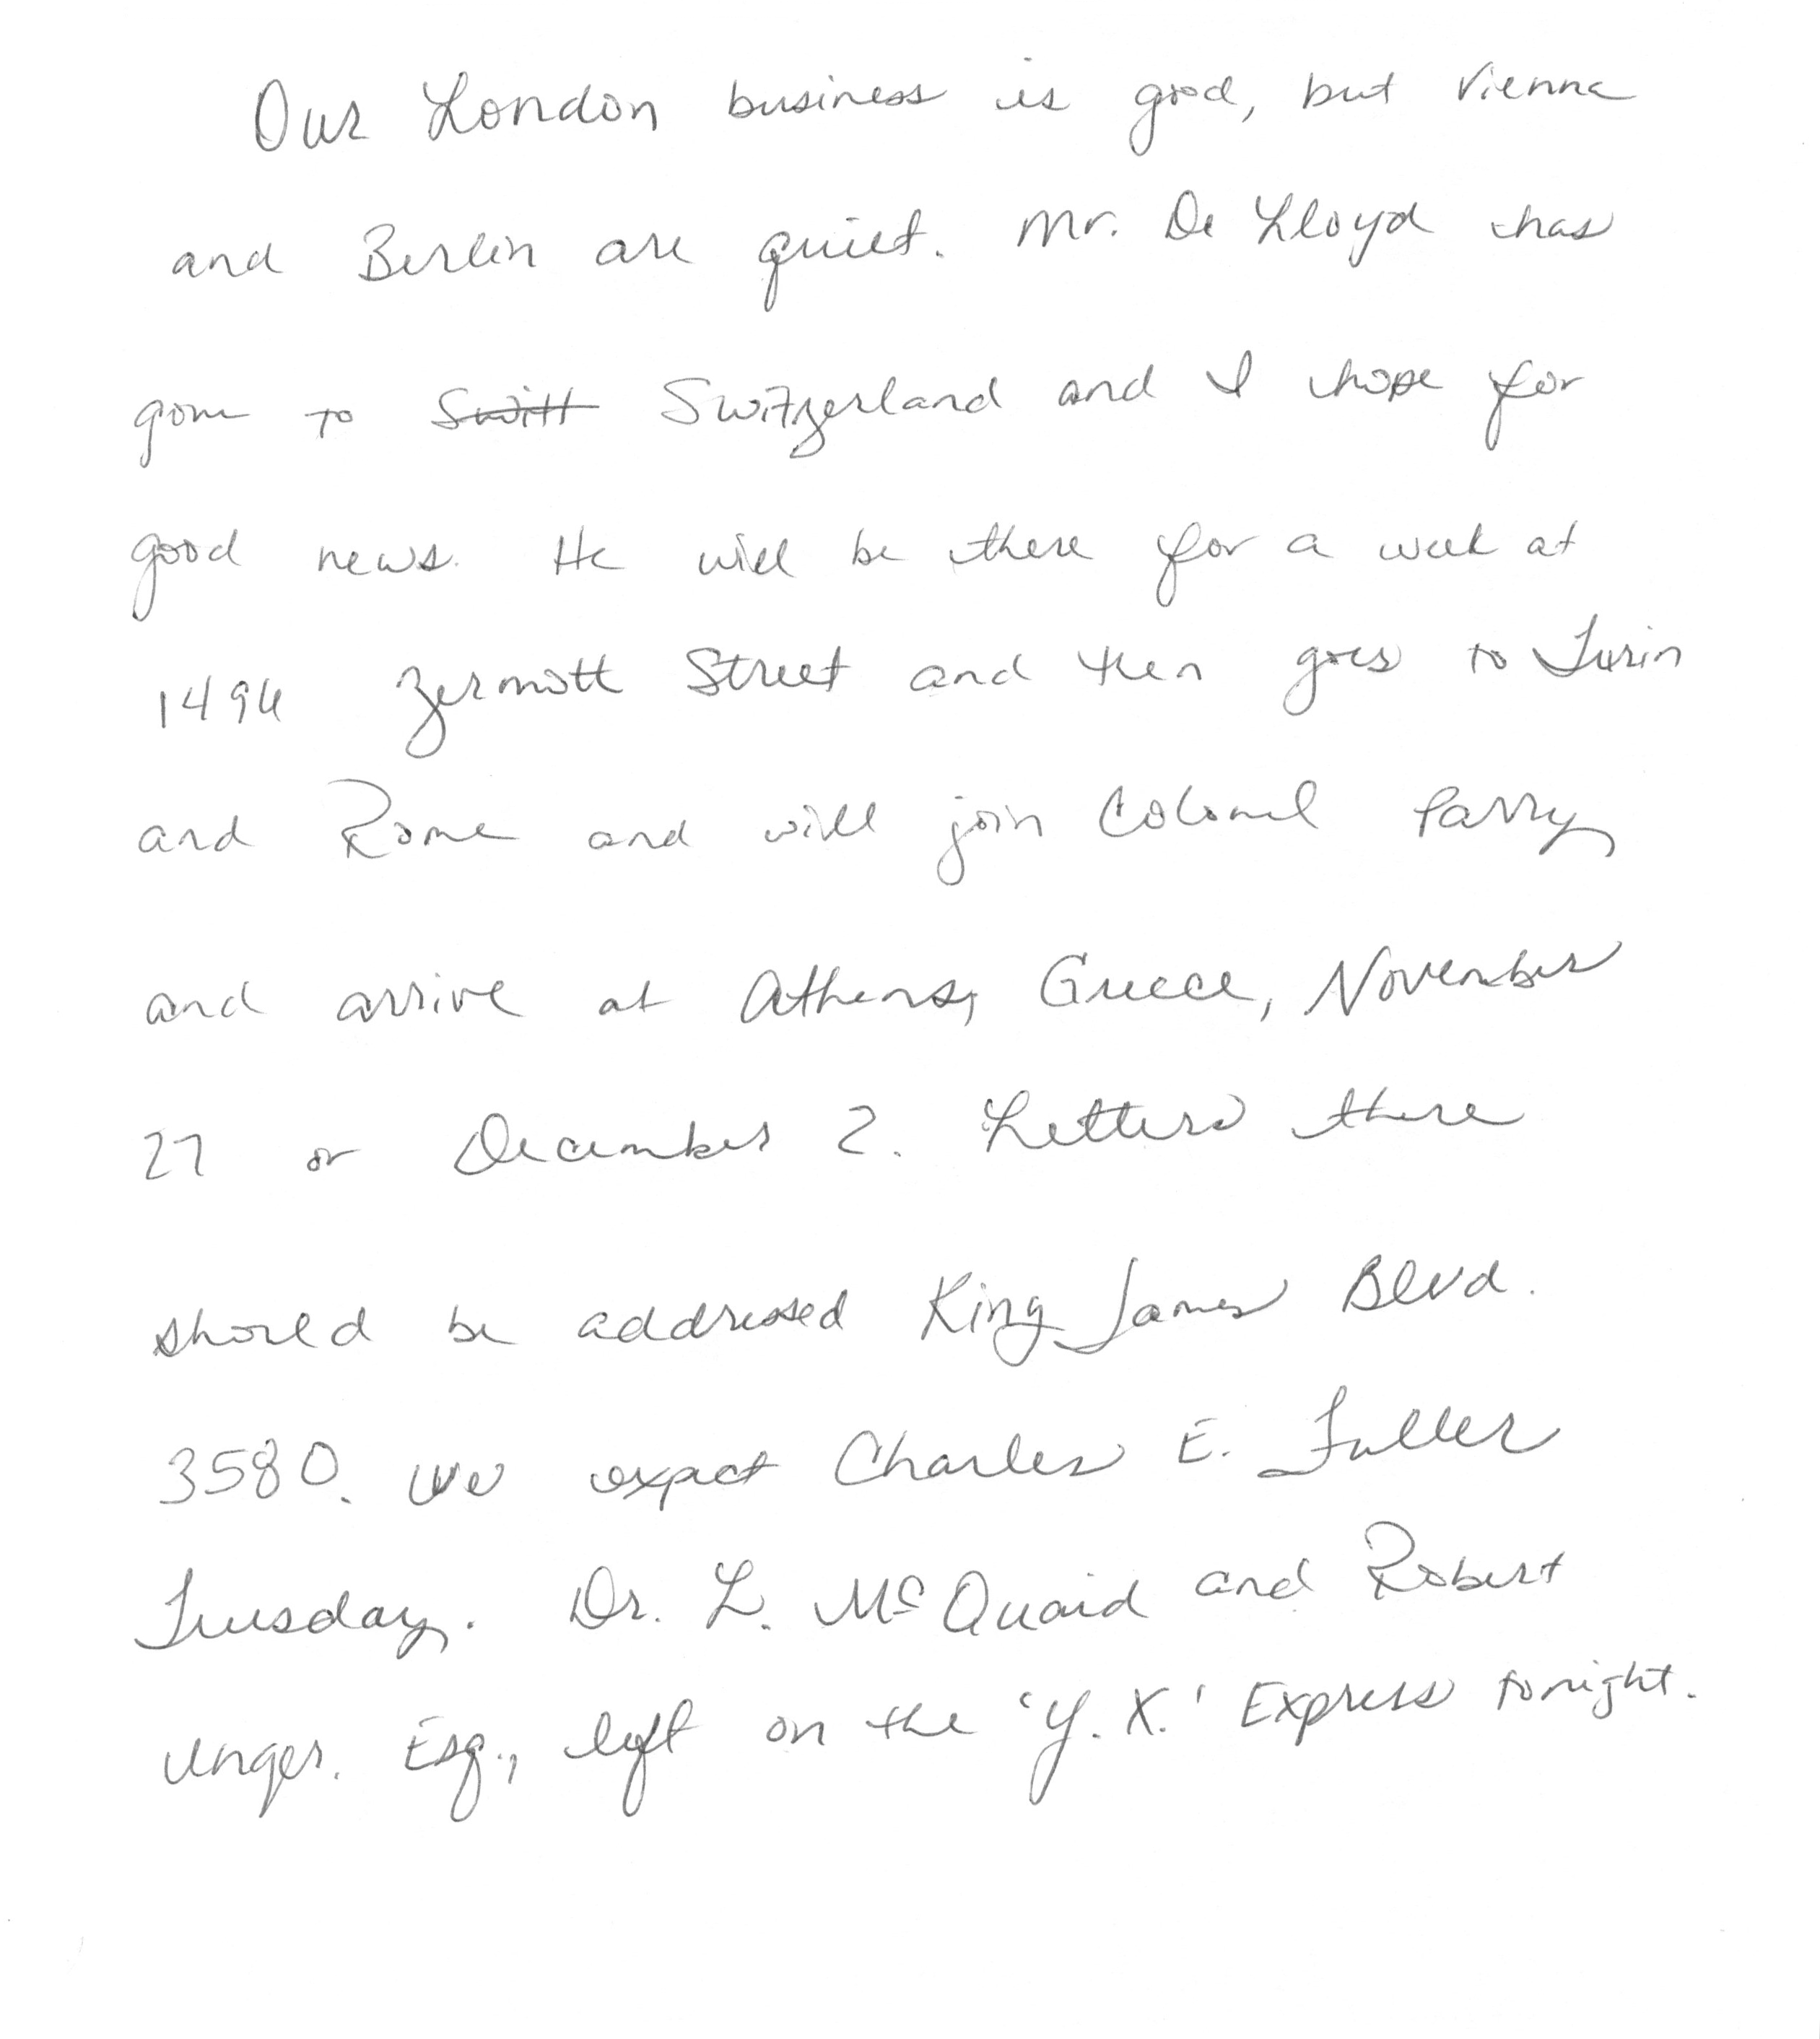 Our London business is good, but Vienna
and Berlin are quiet. Mr. De Lloyd has
gone to Switt Switzerland and I hope for
good news. He will be there for a week at
1496 Zermott Street and then goes to Turin
and Rome and will join Colonel Parry
and arrive at Athens, Greece, November
27 or December 2. Letters there
should be addressed King James Blvd.
3580. We expect Charles E. Fuller
Tuesday. Dr. L. McQuaid and Robert
Unger. Esq., left on the 'Y. X.' Express tonight.